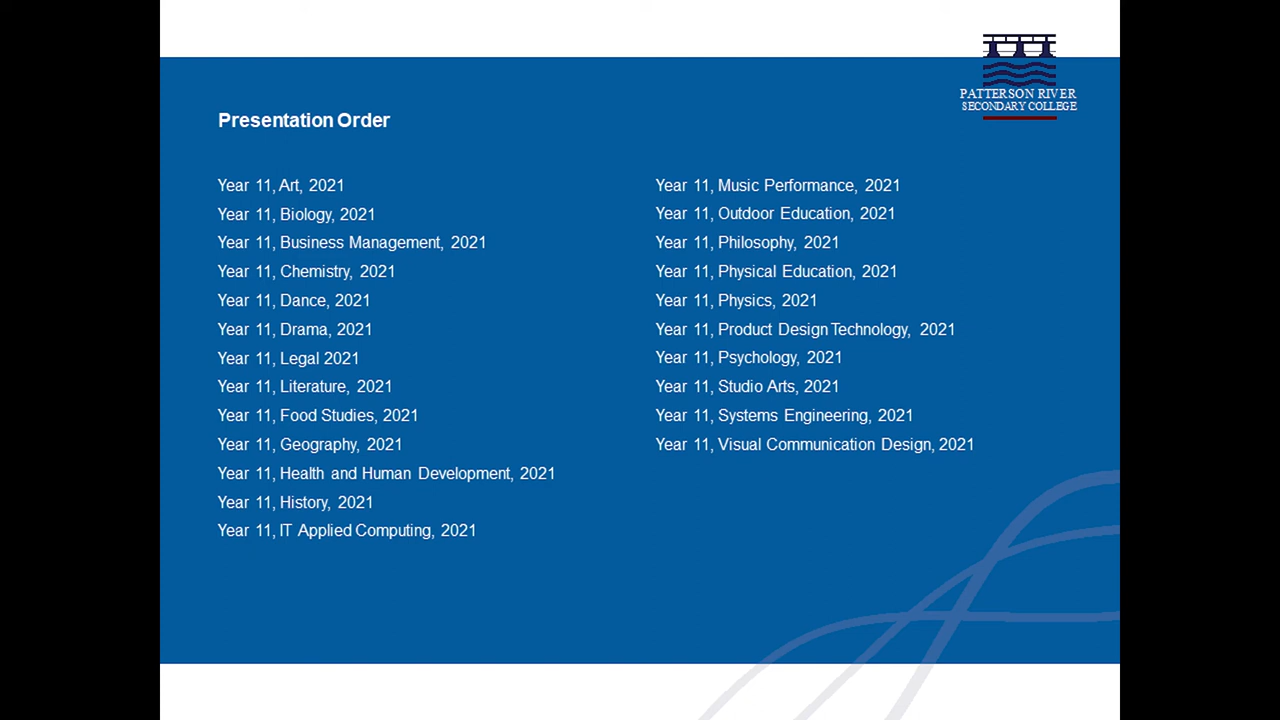 PATTERSON RIVER
SECONDARY COLLEGE
Presentation Order
Year 11, Art, 2021
Year 11, Biology, 2021
Year 11, Business Management, 2021
Year 11, Chemistry, 2021
Year 11, Dance, 2021
Year 11, Drama, 2021
Year 11, Legal 2021
Year 11, Literature, 2021
Year 11, Food Studies, 2021
Year 11, Geography, 2021
Year 11, Health and Human Development, 2021
Year 11, History, 2021
Year 11, IT Applied Computing, 2021
Year 11, Music Performance, 2021
Year 11, Outdoor Education, 2021
Year 11, Philosophy, 2021
Year 11, Physical Education, 2021
Year 11, Physics, 2021
Year 11, Product Design Technology, 2021
Year 11, Psychology, 2021
Year 11, Studio Arts, 2021
Year 11, Systems Engineering, 2021
Year 11, Visual Communication Design, 2021